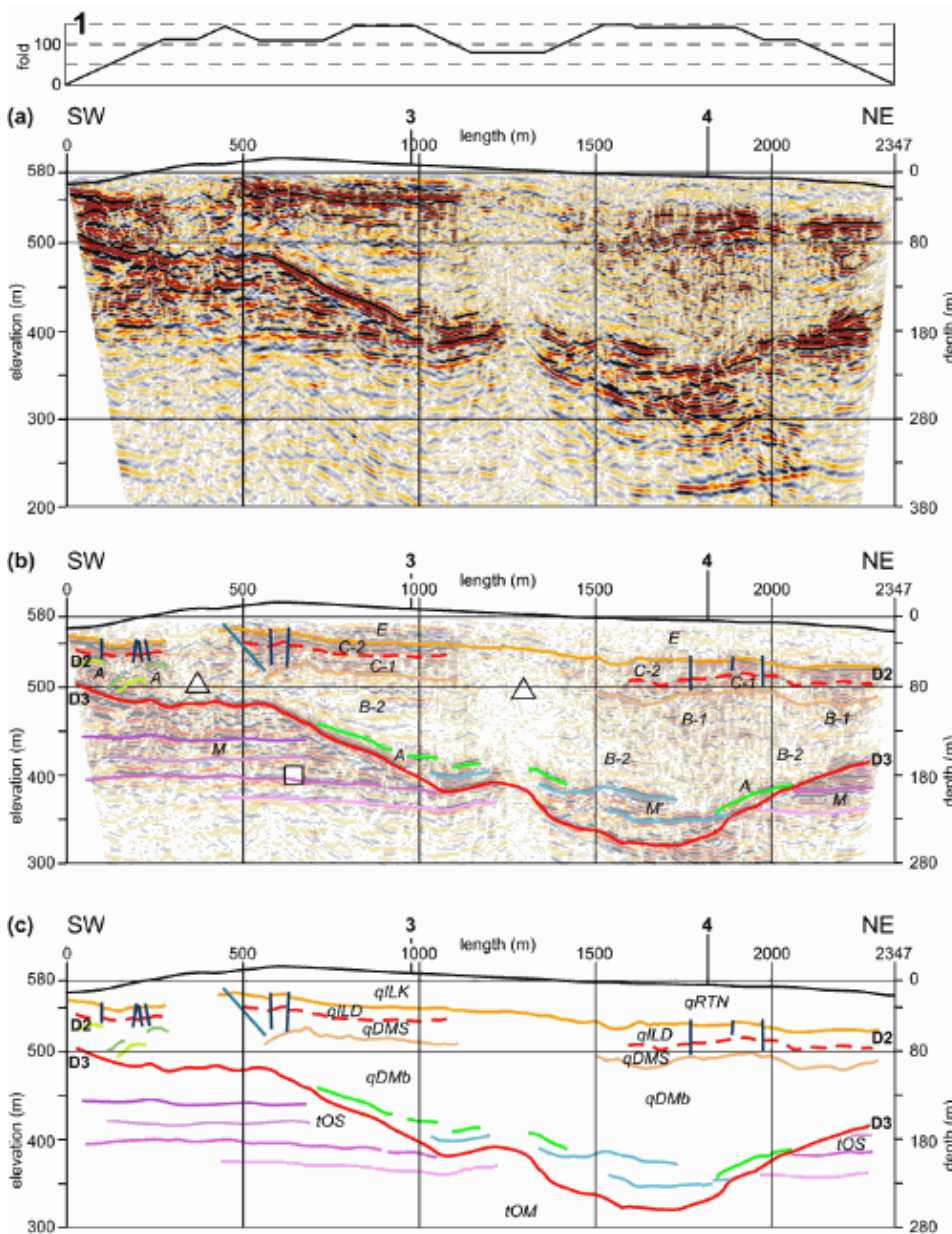 1
fold
100
0
(a) SW 3 4 NE
length (m)
0 500 1000 1500 2000 2347
580 0
500 80
400 180
300 280
200 380
elevation (m)
depth (m)
(b) SW 3 4 NE
length (m)
0 500 1000 1500 2000 2347
580 0
E E
C-2
D2 C-1 C-2 C-1 D2
A A
500 80
D3 B-2 B-1 B-1
M A B-2 B-2 D3
400 180
M' A M
300 280
elevation (m)
depth (m)
(c) SW 3 4 NE
length (m)
0 500 1000 1500 2000 2347
580 0
qILK qRTN
qILD
D2 qDMS qILD D2
500 qDMS 80
D3 qDMb
qDMb
tOS D3
400 tOS 180
tOM
300 280
elevation (m)
depth (m)